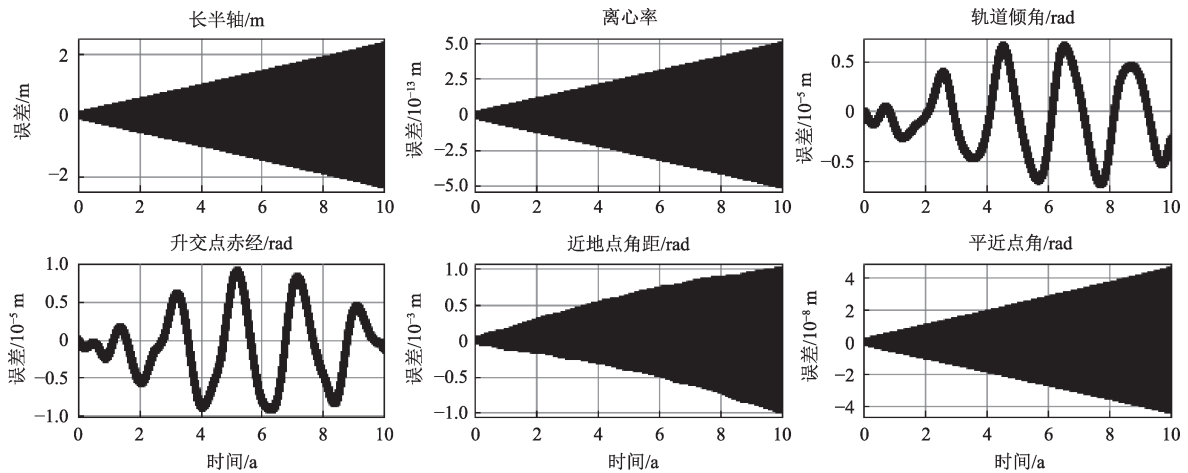 长半轴/m
误差/m
2
0
−2
0 2 4 6 8 10
离心率
误差/10⁻¹³ m
5.0
2.5
0
−2.5
−5.0
0 2 4 6 8 10
轨道倾角/rad
误差/10⁻⁵ m
0.5
0
−0.5
0 2 4 6 8 10
升交点赤经/rad
误差/10⁻⁵ m
1.0
0.5
0
−0.5
−1.0
0 2 4 6 8 10
时间/a
近地点角距/rad
误差/10⁻³ m
1.0
0.5
0
−0.5
−1.0
0 2 4 6 8 10
时间/a
平近点角/rad
误差/10⁻⁸ m
4
2
0
−2
−4
0 2 4 6 8 10
时间/a